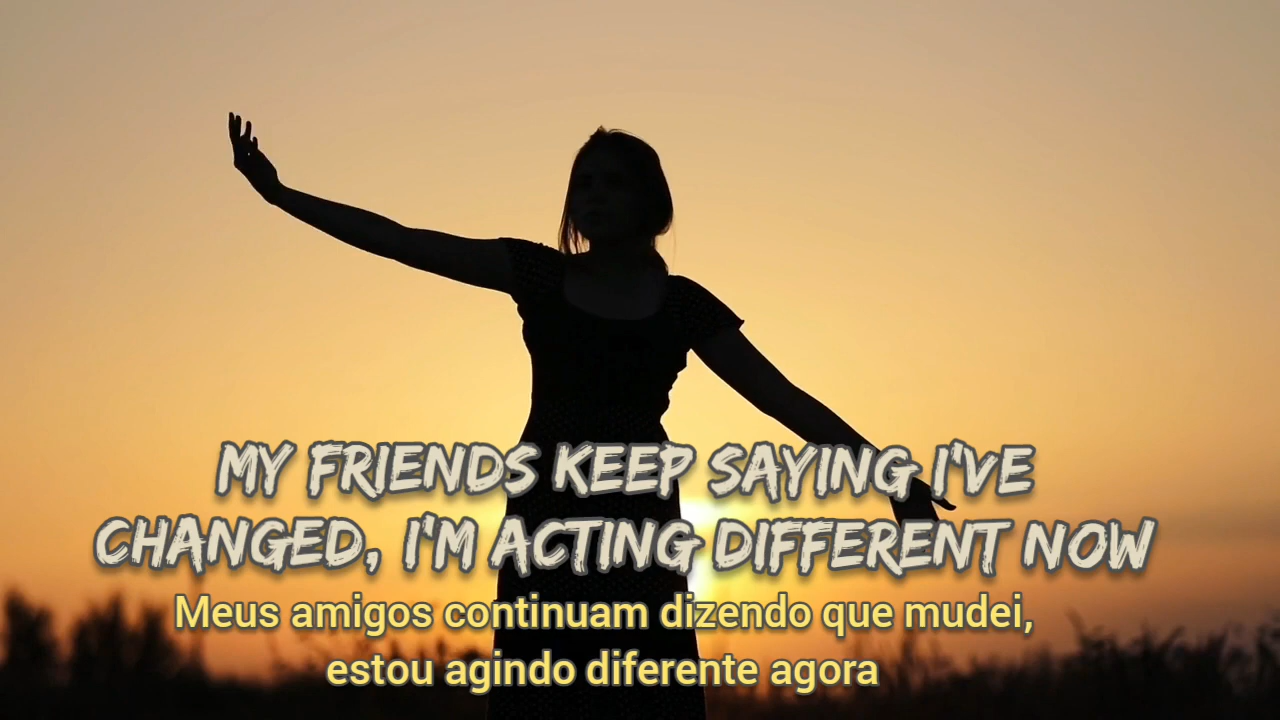 MY FRIENDS KEEP SAYING I'VE
CHANGED, I'M ACTING DIFFERENT NOW
Meus amigos continuam dizendo que mudei,
estou agindo diferente agora